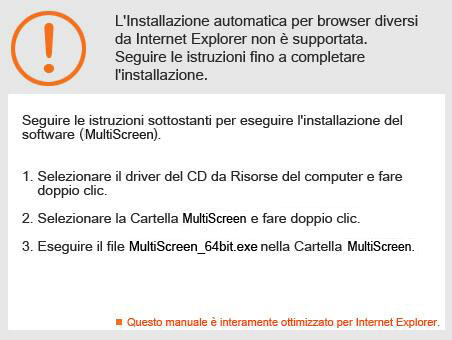 L'Installazione automatica per browser diversi
da Internet Explorer non è supportata.
Seguire le istruzioni fino a completare
l'installazione.
Seguire le istruzioni sottostanti per eseguire l'installazione del
software (MultiScreen).
1. Selezionare il driver del CD da Risorse del computer e fare
doppio clic.
2. Selezionare la Cartella MultiScreen e fare doppio clic.
3. Eseguire il file MultiScreen_64bit.exe nella Cartella MultiScreen.
Questo manuale è interamente ottimizzato per Internet Explorer.